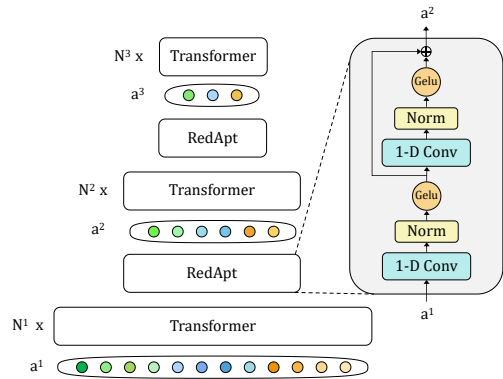 N³ x Transformer
a³
RedApt
N² x Transformer
a²
RedApt
N¹ x Transformer
a¹
a²
Gelu
Norm
1-D Conv
Gelu
Norm
1-D Conv
a¹